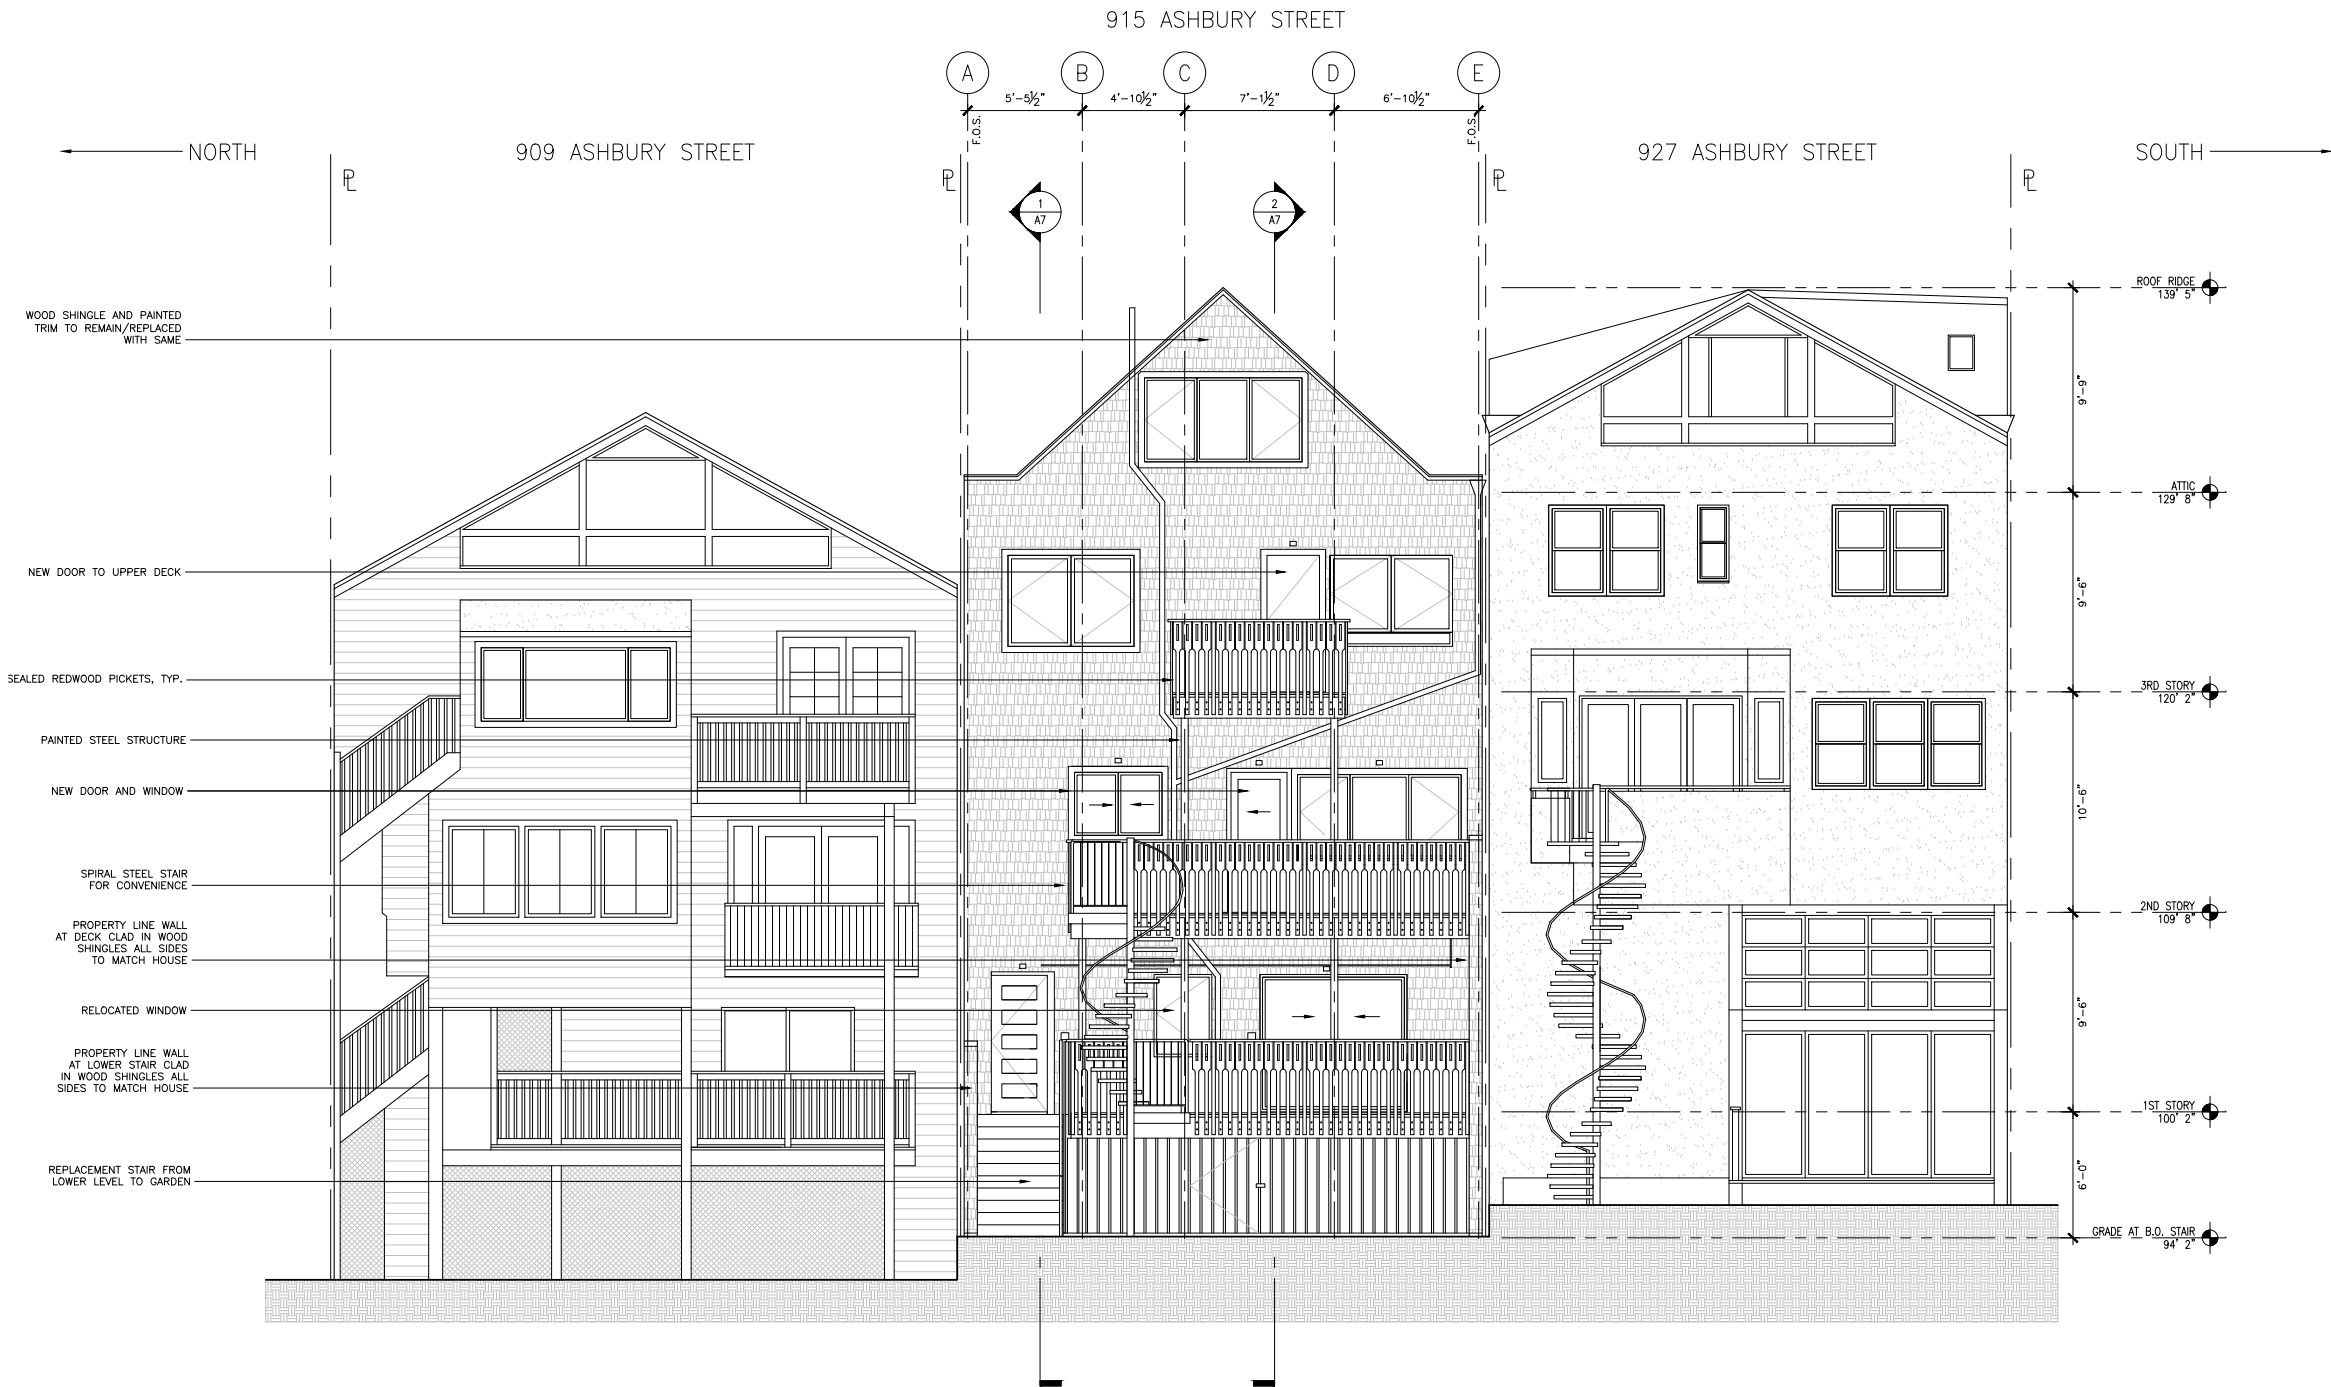 915 ASHBURY STREET
A B C D E
5'-5½" 4'-10½" 7'-1½" 6'-10½"
F.O.S. F.O.S.
NORTH 909 ASHBURY STREET 927 ASHBURY STREET SOUTH
PL PL PL PL
1 2
A7 A7
ROOF RIDGE
139' 5"
WOOD SHINGLE AND PAINTED
TRIM TO REMAIN/REPLACED
WITH SAME
9'-9"
ATTIC
129' 8"
NEW DOOR TO UPPER DECK
9'-6"
SEALED REDWOOD PICKETS, TYP.
3RD STORY
120' 2"
PAINTED STEEL STRUCTURE
NEW DOOR AND WINDOW
10'-6"
SPIRAL STEEL STAIR
FOR CONVENIENCE
2ND STORY
109' 8"
PROPERTY LINE WALL
AT DECK CLAD IN WOOD
SHINGLES ALL SIDES
TO MATCH HOUSE
RELOCATED WINDOW
9'-6"
PROPERTY LINE WALL
AT LOWER STAIR CLAD
IN WOOD SHINGLES ALL
SIDES TO MATCH HOUSE
1ST STORY
100' 2"
REPLACEMENT STAIR FROM
LOWER LEVEL TO GARDEN
6'-0"
GRADE AT B.O. STAIR
94' 2"